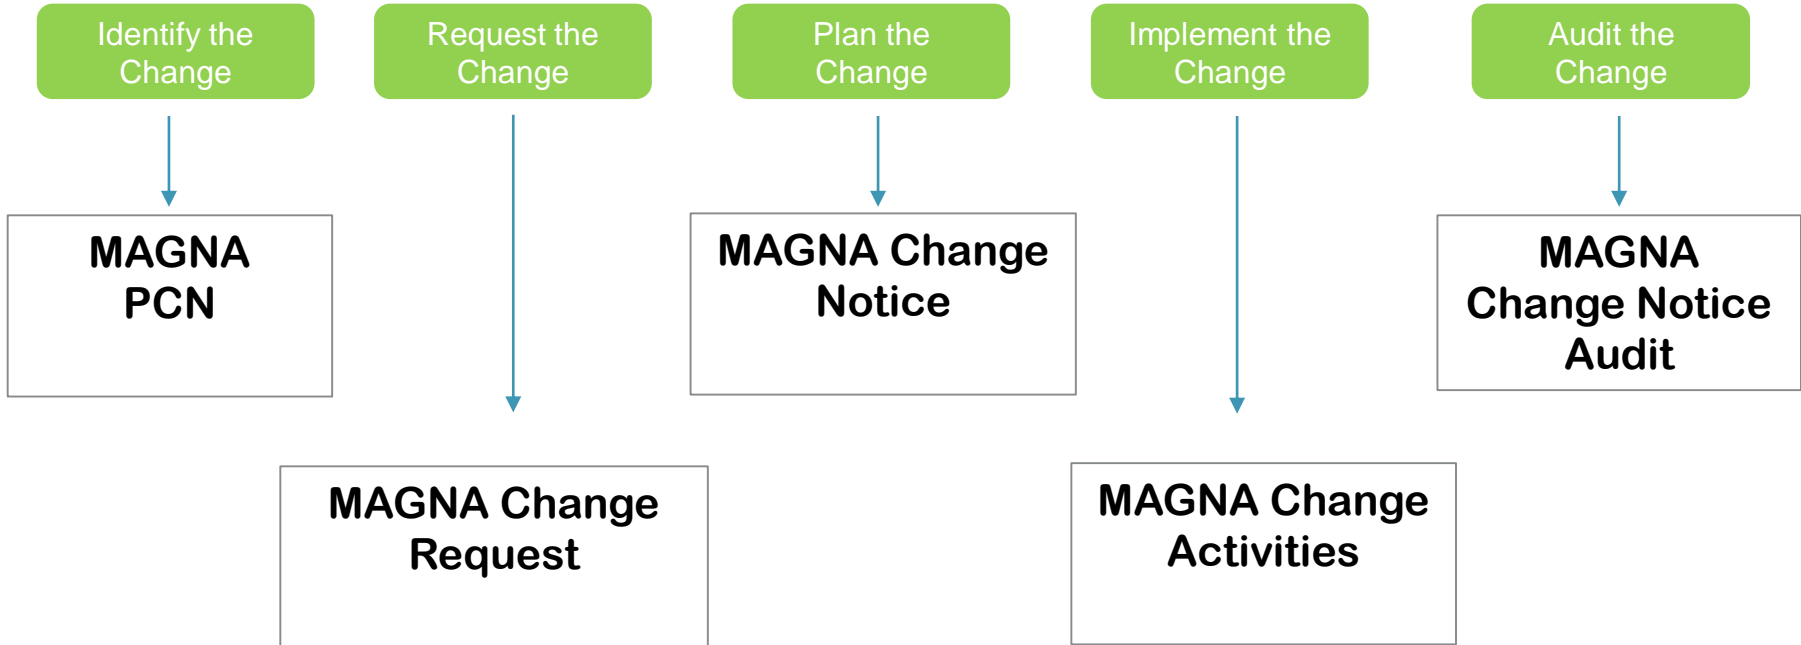 Identify the
Change
Request the
Change
Plan the
Change
Implement the
Change
Audit the
Change
MAGNA
PCN
MAGNA Change
Notice
MAGNA
Change Notice
Audit
MAGNA Change
Request
MAGNA Change
Activities